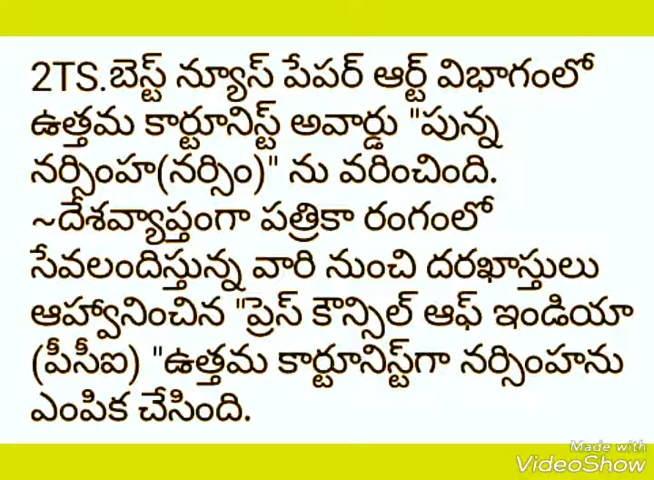 2TS.బెస్ట్ న్యూస్ పేపర్ ఆర్ట్ విభాగంలో
ఉత్తమ కార్టూనిస్ట్ అవార్డు "పున్న
నర్సింహ(నర్సిం)" ను వరించింది.
~దేశవ్యాప్తంగా పత్రికా రంగంలో
సేవలందిస్తున్న వారి నుంచి దరఖాస్తులు
ఆహ్వానించిన "ప్రెస్ కౌన్సిల్ ఆఫ్ ఇండియా
(పీసీఐ) "ఉత్తమ కార్టూనిస్ట్‌గా నర్సింహను
ఎంపిక చేసింది.
Made with
VideoShow